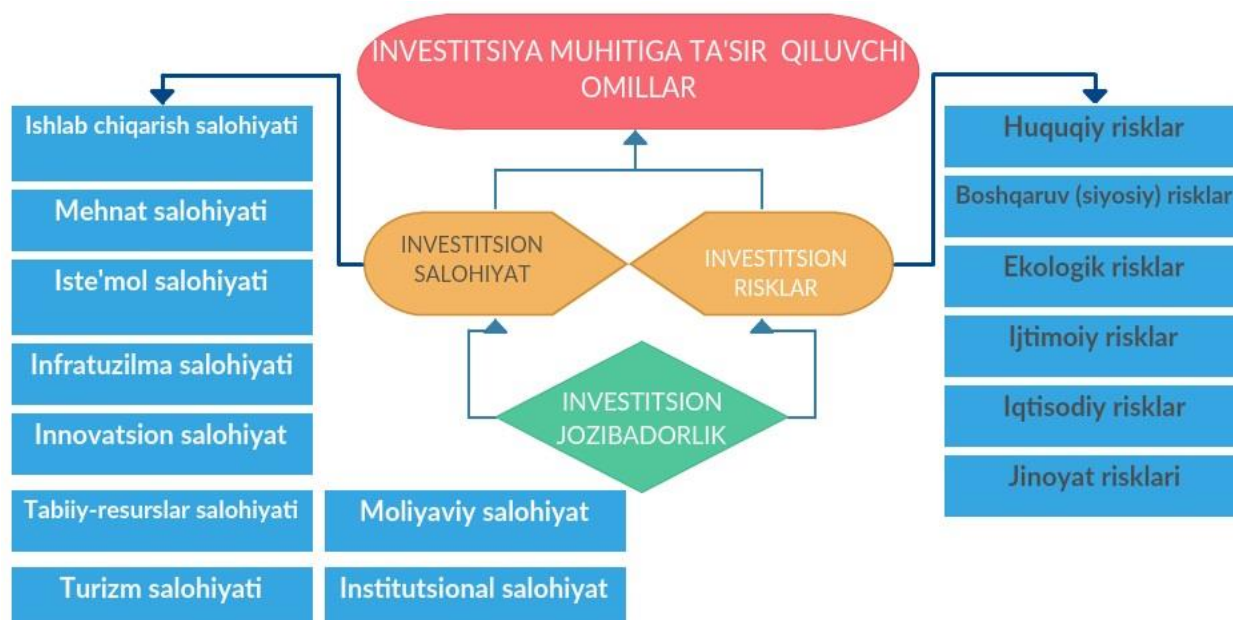 INVESTITSIYA MUHITIGA TA'SIR QILUVCHI
OMILLAR
Ishlab chiqarish salohiyati
Mehnat salohiyati
Iste'mol salohiyati
Infratuzilma salohiyati
Innovatsion salohiyat
Tabiiy-resurslar salohiyati
Turizm salohiyati
Moliyaviy salohiyat
Institutsional salohiyat
INVESTITSION
SALOHIYAT
INVESTITSION
RISKLAR
INVESTITSION
JOZIBADORLIK
Huquqiy risklar
Boshqaruv (siyosiy) risklar
Ekologik risklar
Ijtimoiy risklar
Iqtisodiy risklar
Jinoyat risklari